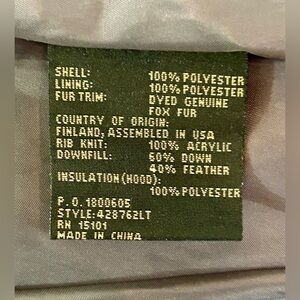 SHELL: 100% POLYESTER
LINING: 100% POLYESTER
FUR TRIM: DYED GENUINE
FOX FUR
COUNTRY OF ORIGIN:
FINLAND, ASSEMBLED IN USA
RIB KNIT: 100% ACRYLIC
DOWNFILL: 60% DOWN
40% FEATHER
INSULATION(HOOD):
100% POLYESTER
P.O. 1800605
STYLE:428762LT
RN 15101
MADE IN CHINA